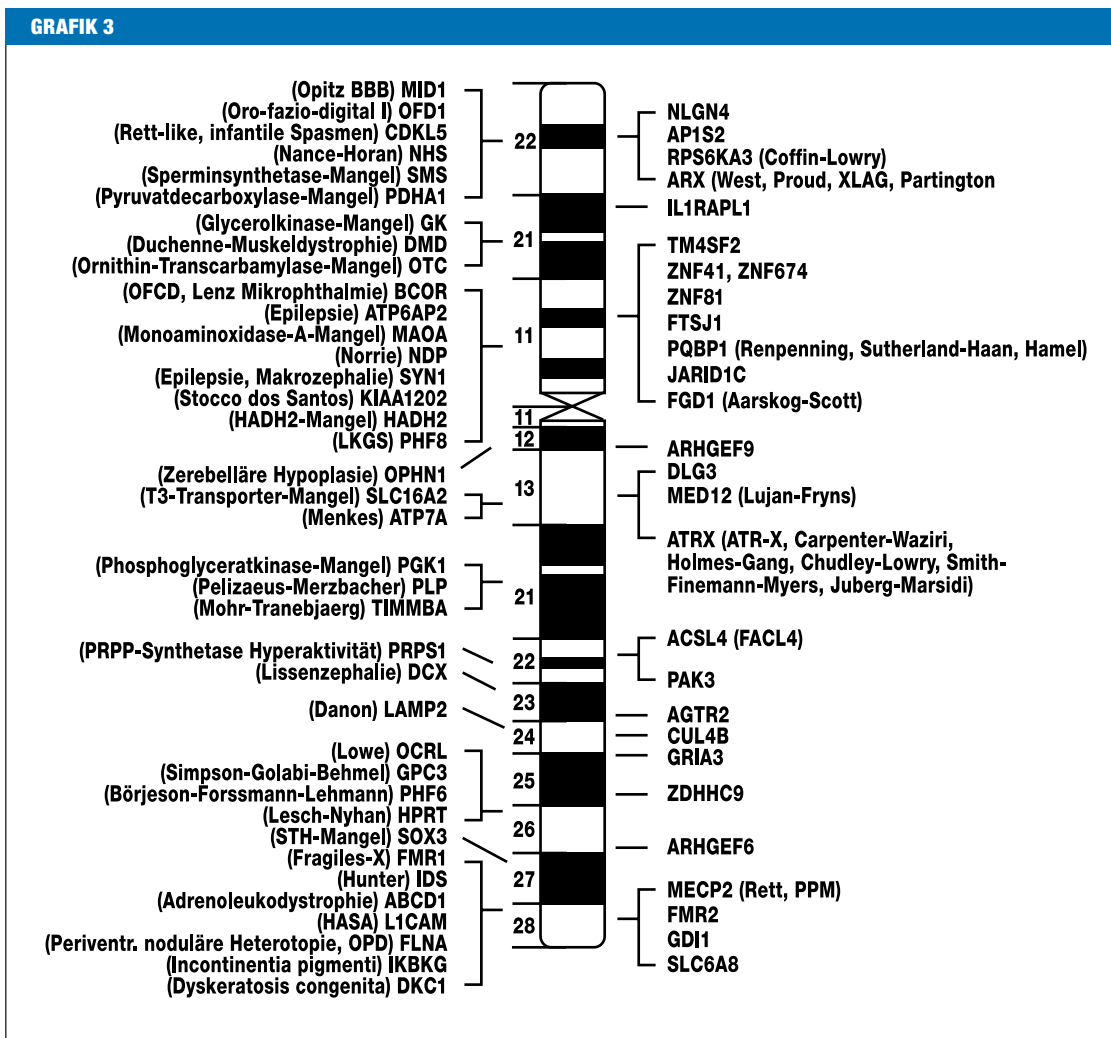 GRAFIK 3
(Opitz BBB) MID1
(Oro-fazio-digital I) OFD1
(Rett-like, infantile Spasmen) CDKL5
(Nance-Horan) NHS
(Sperminsynthetase-Mangel) SMS
(Pyruvatdecarboxylase-Mangel) PDHA1
(Glycerolkinase-Mangel) GK
(Duchenne-Muskeldystrophie) DMD
(Ornithin-Transcarbamylase-Mangel) OTC
(OFCD, Lenz Mikrophthalmie) BCOR
(Epilepsie) ATP6AP2
(Monoaminoxidase-A-Mangel) MAOA
(Norrie) NDP
(Epilepsie, Makrozephalie) SYN1
(Stocco dos Santos) KIAA1202
(HADH2-Mangel) HADH2
(LKGS) PHF8
(Zerebelläre Hypoplasie) OPHN1
(T3-Transporter-Mangel) SLC16A2
(Menkes) ATP7A
(Phosphoglyceratkinase-Mangel) PGK1
(Pelizaeus-Merzbacher) PLP
(Mohr-Tranebjaerg) TIMMBA
(PRPP-Synthetase Hyperaktivität) PRPS1
(Lissenzephalie) DCX
(Danon) LAMP2
(Lowe) OCRL
(Simpson-Golabi-Behmel) GPC3
(Börjeson-Forssmann-Lehmann) PHF6
(Lesch-Nyhan) HPRT
(STH-Mangel) SOX3
(Fragiles-X) FMR1
(Hunter) IDS
(Adrenoleukodystrophie) ABCD1
(HASA) L1CAM
(Periventr. noduläre Heterotopie, OPD) FLNA
(Incontinentia pigmenti) IKBKG
(Dyskeratosis congenita) DKC1
22
21
11
11
12
13
21
22
23
24
25
26
27
28
NLGN4
AP1S2
RPS6KA3 (Coffin-Lowry)
ARX (West, Proud, XLAG, Partington
IL1RAPL1
TM4SF2
ZNF41, ZNF674
ZNF81
FTSJ1
PQBP1 (Renpenning, Sutherland-Haan, Hamel)
JARID1C
FGD1 (Aarskog-Scott)
ARHGEF9
DLG3
MED12 (Lujan-Fryns)
ATRX (ATR-X, Carpenter-Waziri,
Holmes-Gang, Chudley-Lowry, Smith-
Finemann-Myers, Juberg-Marsidi)
ACSL4 (FACL4)
PAK3
AGTR2
CUL4B
GRIA3
ZDHHC9
ARHGEF6
MECP2 (Rett, PPM)
FMR2
GDI1
SLC6A8